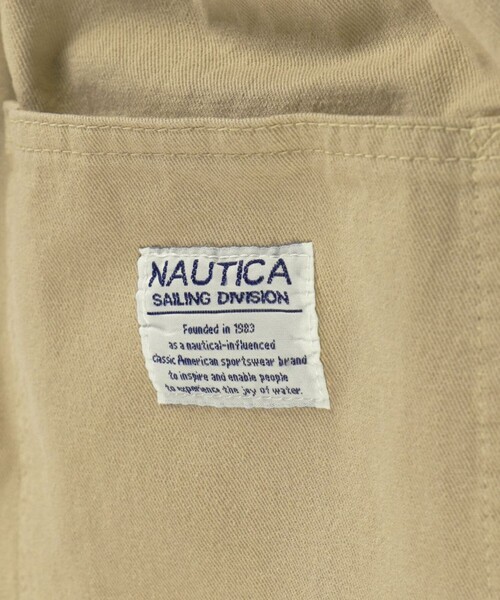 NAUTICA
SAILING DIVISION
Founded in 1983
as a nautical-influenced
classic American sportswear brand
to inspire and enable people
to experience the joy of water.